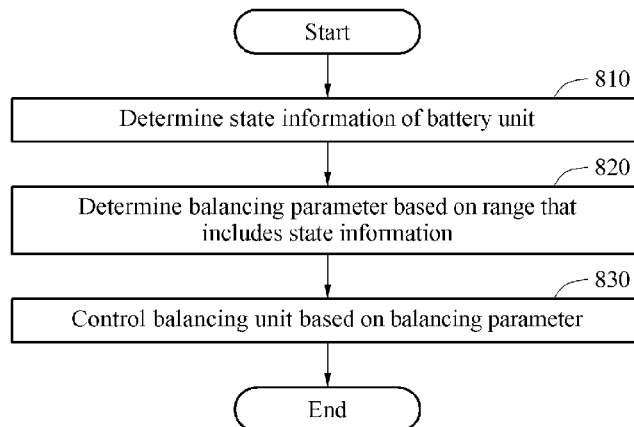 Start
810
Determine state information of battery unit
820
Determine balancing parameter based on range that
includes state information
830
Control balancing unit based on balancing parameter
End